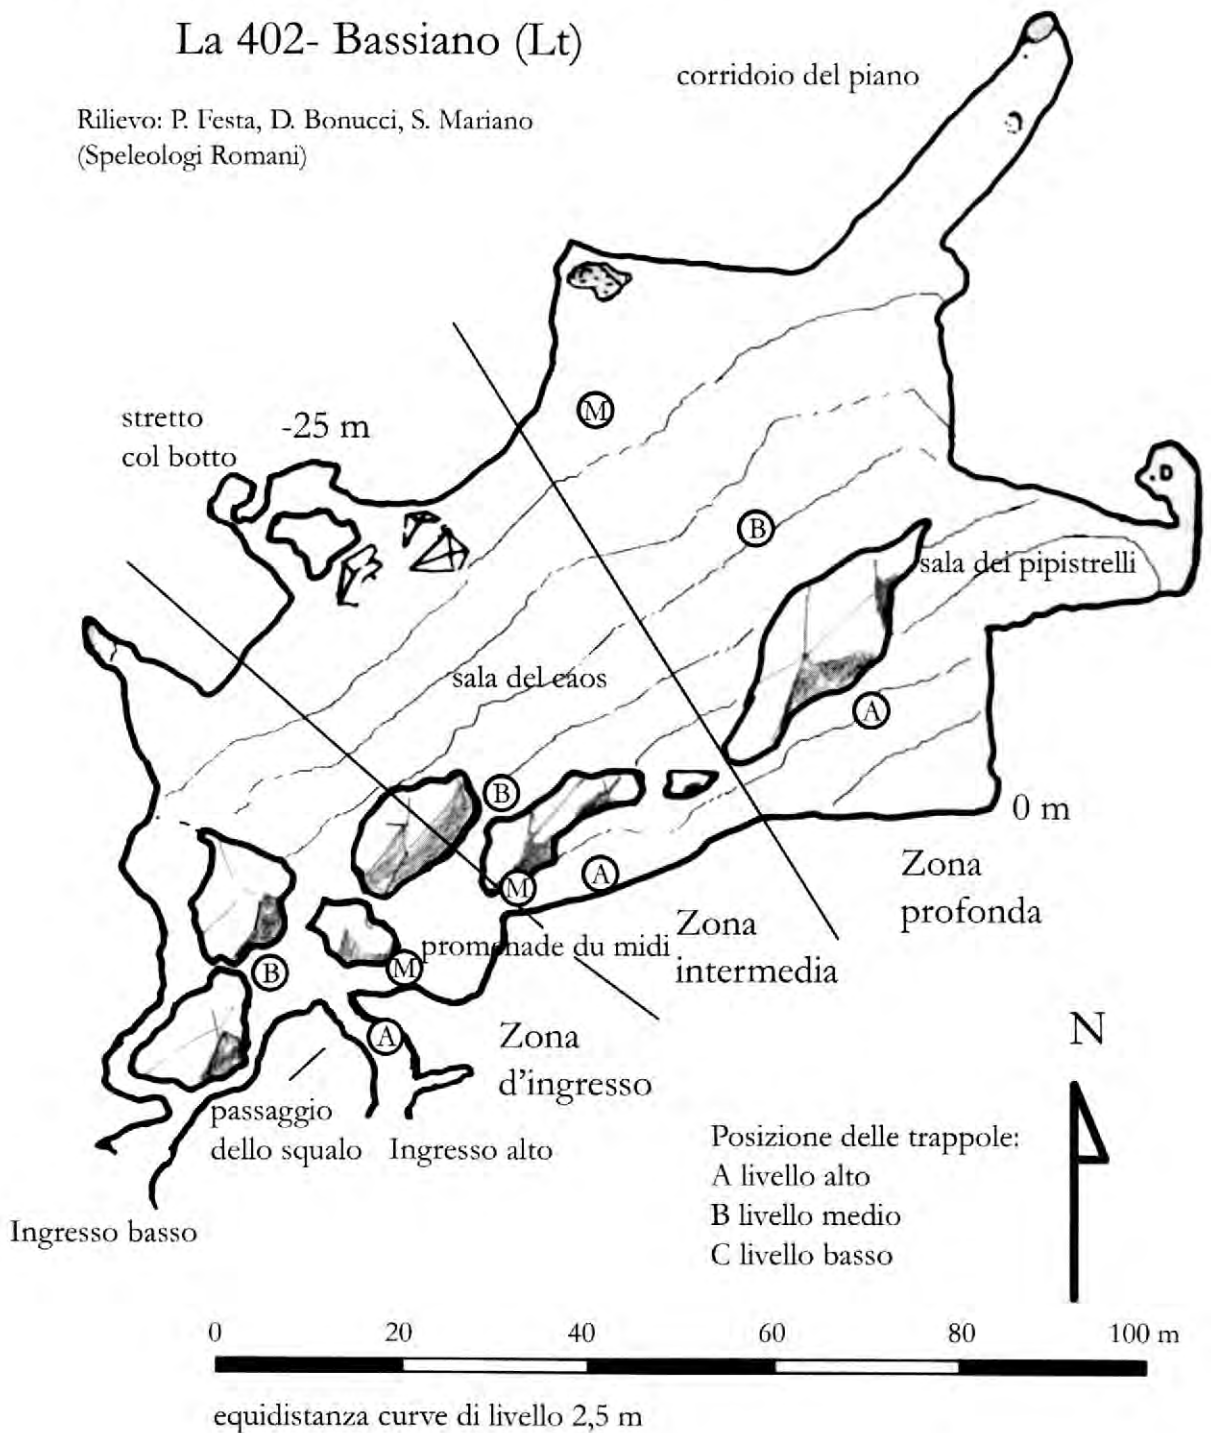 La 402- Bassiano (Lt)
Rilievo: P. Festa, D. Bonucci, S. Mariano
(Speleologi Romani)
corridoio del piano
stretto
col botto
-25 m
M
B
D
sala dei pipistrelli
sala del caos
A
B
0 m
M
A
Zona
profonda
Zona
intermedia
promenade du midi
B
M
A
Zona
d'ingresso
passaggio
dello squalo
Ingresso alto
Ingresso basso
N
Posizione delle trappole:
A livello alto
B livello medio
C livello basso
0 20 40 60 80 100 m
equidistanza curve di livello 2,5 m